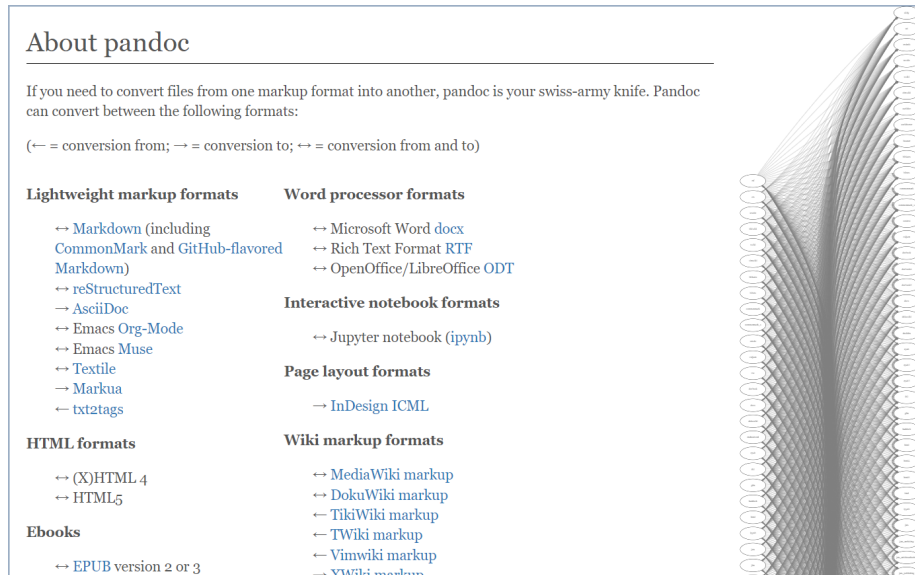 About pandoc
If you need to convert files from one markup format into another, pandoc is your swiss-army knife. Pandoc
can convert between the following formats:
(← = conversion from; → = conversion to; ↔ = conversion from and to)
Lightweight markup formats
↔ Markdown (including
CommonMark and GitHub-flavored
Markdown)
↔ reStructuredText
→ AsciiDoc
↔ Emacs Org-Mode
↔ Emacs Muse
↔ Textile
→ Markua
← txt2tags
HTML formats
↔ (X)HTML 4
↔ HTML5
Ebooks
↔ EPUB version 2 or 3
Word processor formats
↔ Microsoft Word docx
↔ Rich Text Format RTF
↔ OpenOffice/LibreOffice ODT
Interactive notebook formats
↔ Jupyter notebook (ipynb)
Page layout formats
→ InDesign ICML
Wiki markup formats
↔ MediaWiki markup
↔ DokuWiki markup
← TikiWiki markup
← TWiki markup
← Vimwiki markup
→ XWiki markup